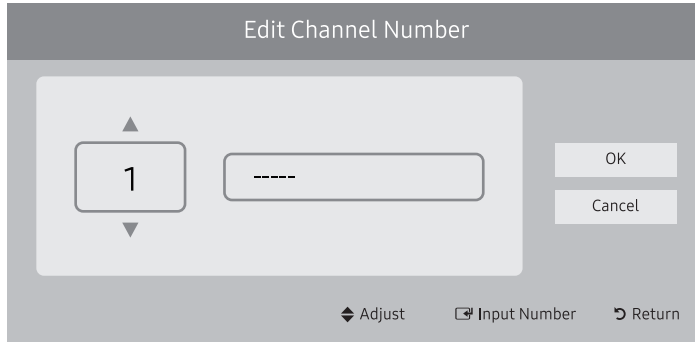 Edit Channel Number
1
-----
OK
Cancel
Adjust Input Number Return